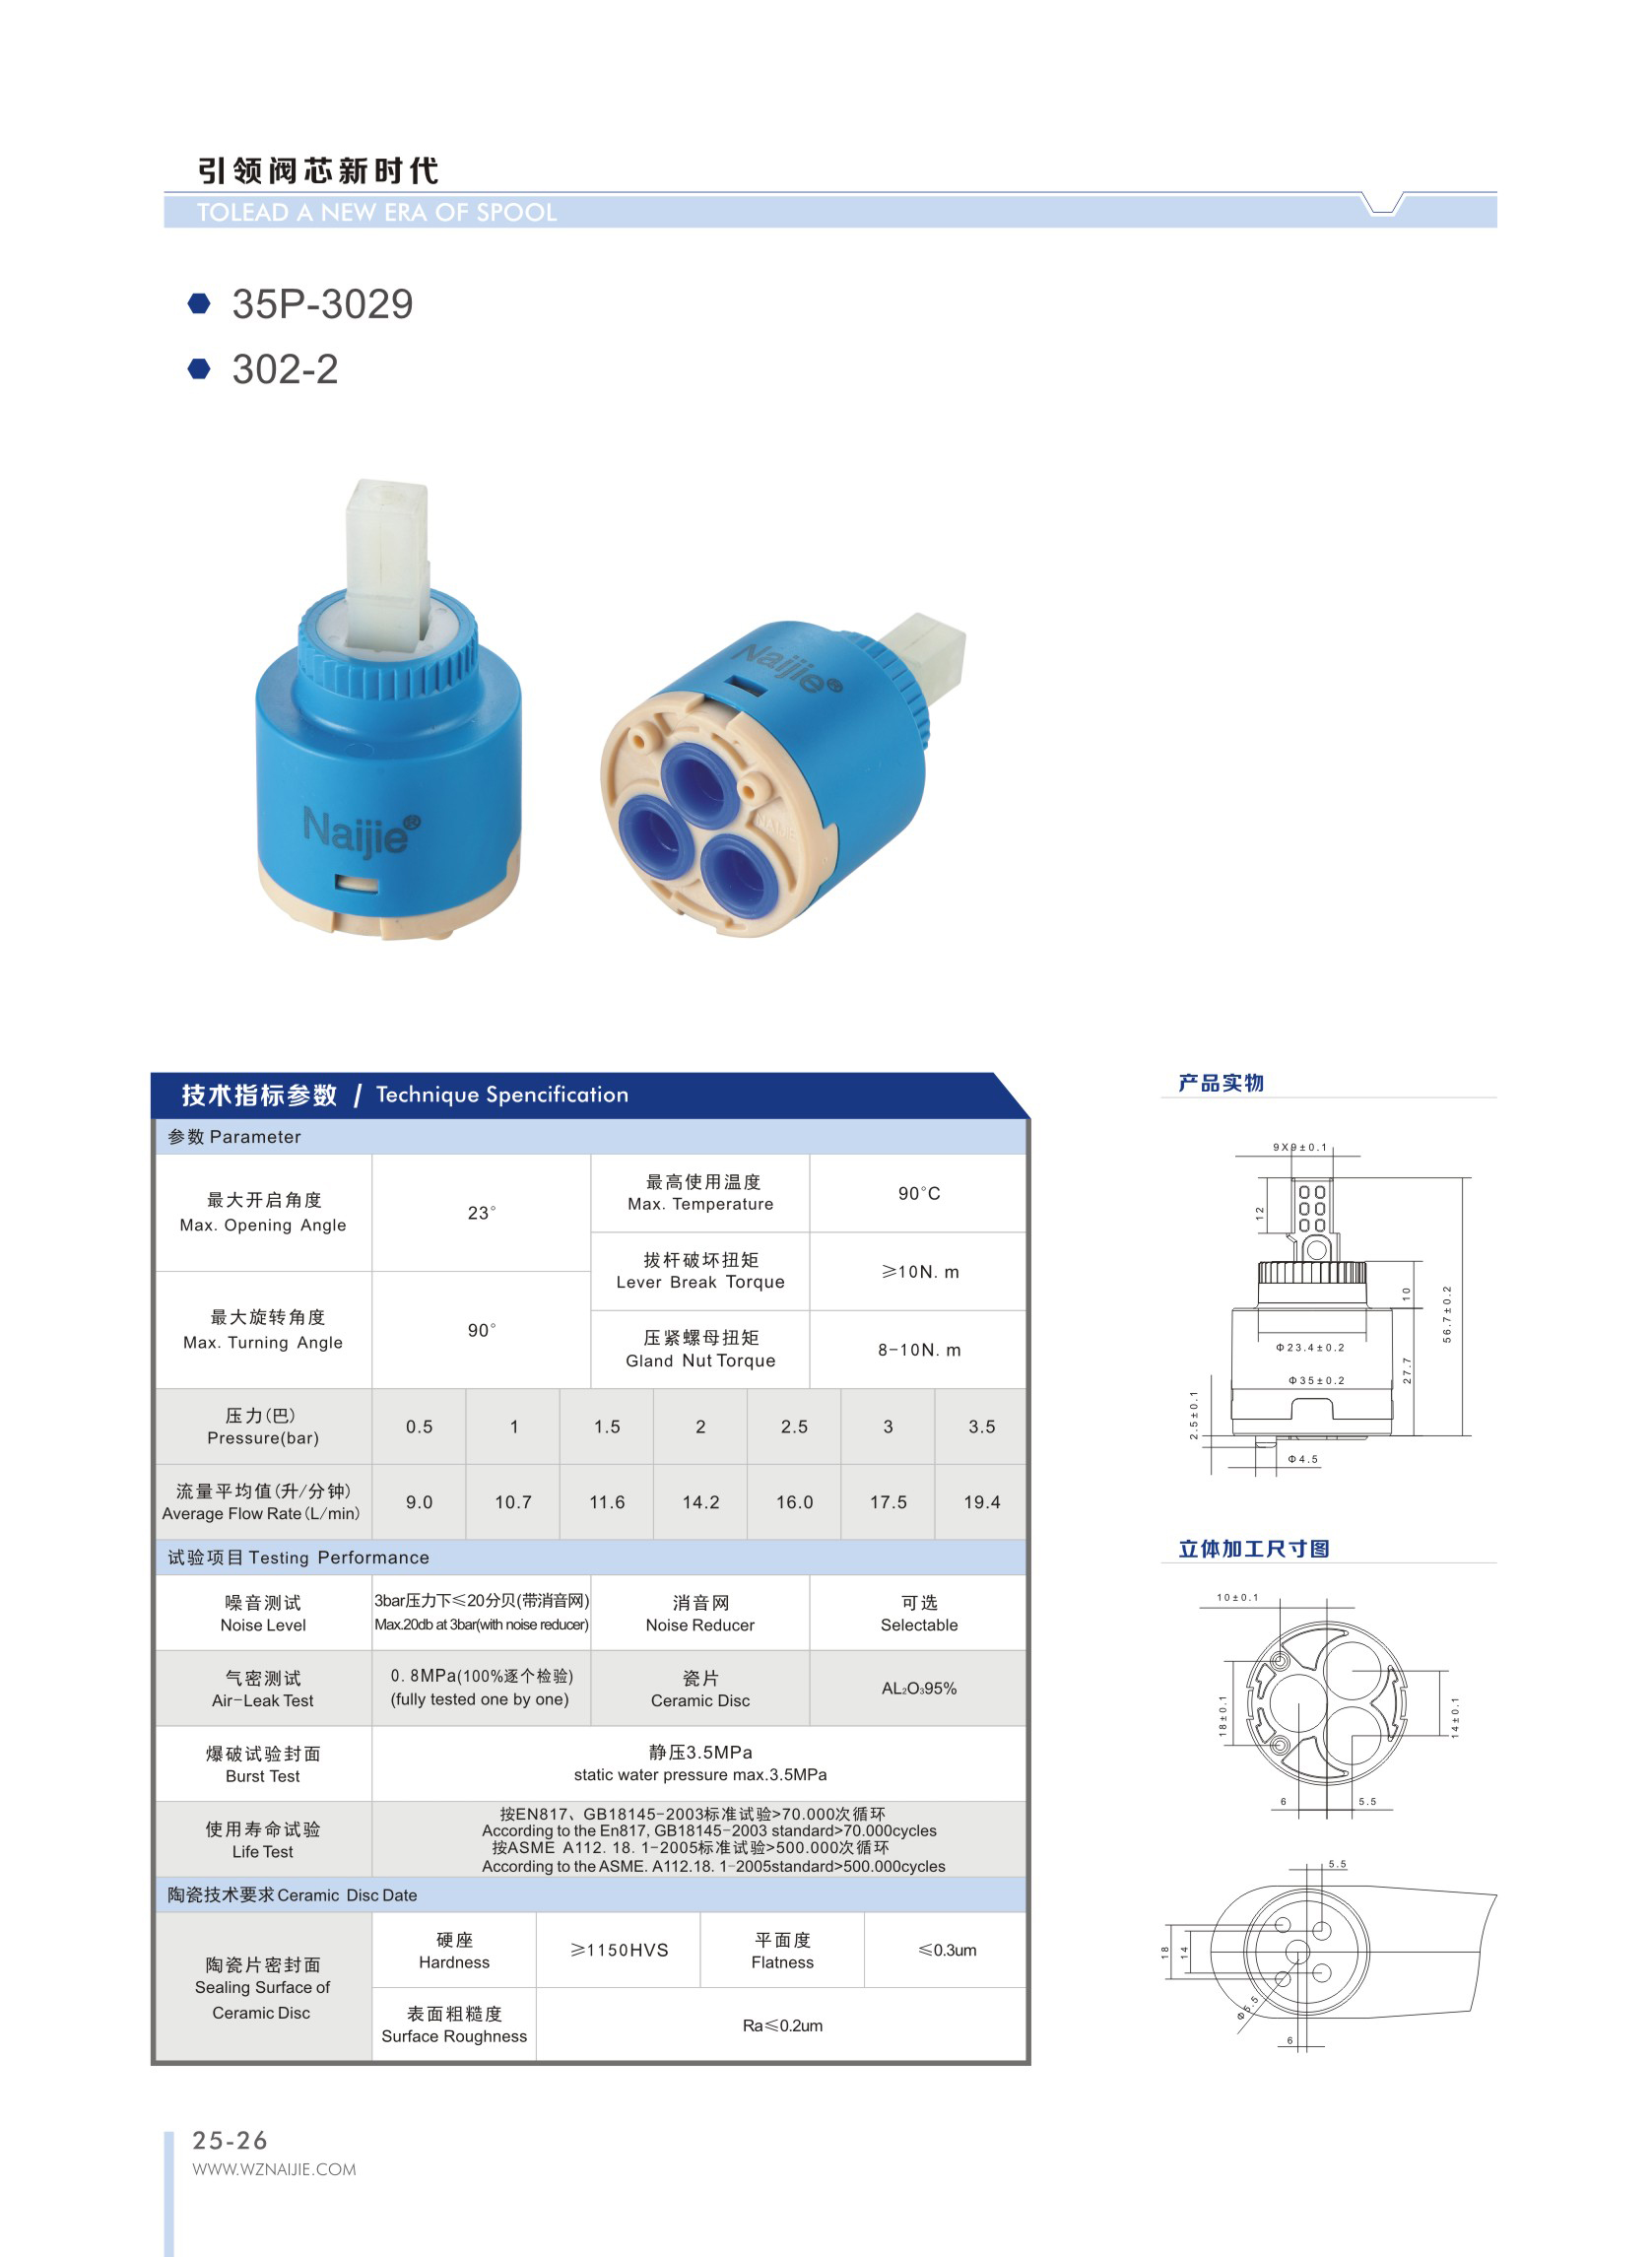 引领阀芯新时代
TOLEAD A NEW ERA OF SPOOL
35P-3029
302-2
Naijie®
Naijie®
NAIJIE
技术指标参数 / Technique Spencification
参数 Parameter
最大开启角度
Max. Opening Angle
23°
最高使用温度
Max. Temperature
90°C
拔杆破坏扭矩
Lever Break Torque
≥10N. m
最大旋转角度
Max. Turning Angle
90°
压紧螺母扭矩
Gland Nut Torque
8-10N. m
压力(巴)
Pressure(bar)
0.5 1 1.5 2 2.5 3 3.5
流量平均值(升/分钟)
Average Flow Rate(L/min)
9.0 10.7 11.6 14.2 16.0 17.5 19.4
试验项目 Testing Performance
噪音测试
Noise Level
3bar压力下≤20分贝(带消音网)
Max.20db at 3bar(with noise reducer)
消音网
Noise Reducer
可选
Selectable
气密测试
Air-Leak Test
0. 8MPa(100%逐个检验)
(fully tested one by one)
瓷片
Ceramic Disc
AL₂O₃95%
爆破试验封面
Burst Test
静压3.5MPa
static water pressure max.3.5MPa
使用寿命试验
Life Test
按EN817、GB18145-2003标准试验>70.000次循环
According to the En817, GB18145-2003 standard>70.000cycles
按ASME A112. 18. 1-2005标准试验>500.000次循环
According to the ASME. A112.18. 1-2005standard>500.000cycles
陶瓷技术要求 Ceramic Disc Date
陶瓷片密封面
Sealing Surface of
Ceramic Disc
硬座
Hardness
≥1150HVS
平面度
Flatness
≤0.3um
表面粗糙度
Surface Roughness
Ra≤0.2um
产品实物
9X9±0.1
12
10
56.7±0.2
Φ23.4±0.2
27.7
Φ35±0.2
2.5±0.1
Φ4.5
立体加工尺寸图
10±0.1
18±0.1
14±0.1
6
5.5
5.5
18
14
Φ5.5
6
25-26
WWW.WZNAIJIE.COM